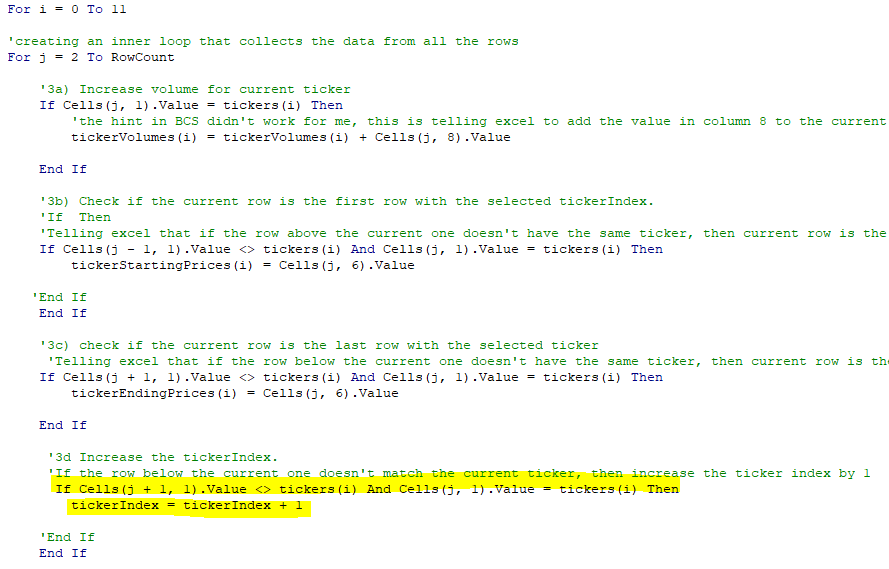 For i = 0 To 11
'creating an inner loop that collects the data from all the rows
For j = 2 To RowCount
'3a) Increase volume for current ticker
If Cells(j, 1).Value = tickers(i) Then
'the hint in BCS didn't work for me, this is telling excel to add the value in column 8 to the current
tickerVolumes(i) = tickerVolumes(i) + Cells(j, 8).Value
End If
'3b) Check if the current row is the first row with the selected tickerIndex.
'If  Then
'Telling excel that if the row above the current one doesn't have the same ticker, then current row is the
If Cells(j - 1, 1).Value <> tickers(i) And Cells(j, 1).Value = tickers(i) Then
tickerStartingPrices(i) = Cells(j, 6).Value
'End If
End If
'3c) check if the current row is the last row with the selected ticker
'Telling excel that if the row below the current one doesn't have the same ticker, then current row is the
If Cells(j + 1, 1).Value <> tickers(i) And Cells(j, 1).Value = tickers(i) Then
tickerEndingPrices(i) = Cells(j, 6).Value
End If
'3d Increase the tickerIndex.
'If the row below the current one doesn't match the current ticker, then increase the ticker index by 1
If Cells(j + 1, 1).Value <> tickers(i) And Cells(j, 1).Value = tickers(i) Then
tickerIndex = tickerIndex + 1
'End If
End If